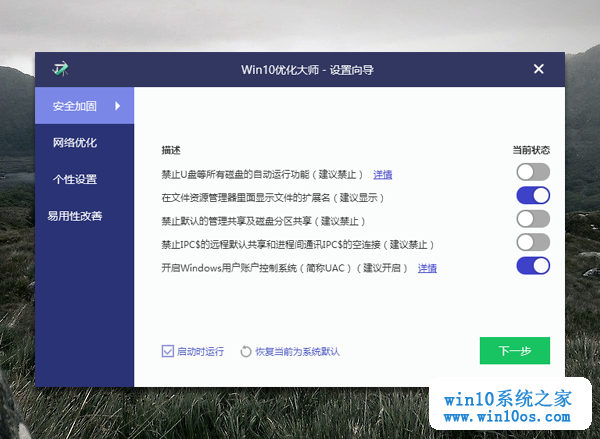 Win10优化大师 - 设置向导
安全加固
网络优化
个性设置
易用性改善
描述
当前状态
禁止U盘等所有磁盘的自动运行功能（建议禁止） 详情
在文件资源管理器里面显示文件的扩展名（建议显示）
禁止默认的管理共享及磁盘分区共享（建议禁止）
禁止IPC$的远程默认共享和进程间通讯IPC$的空连接（建议禁止）
开启Windows用户账户控制系统（简称UAC）（建议开启） 详情
启动时运行
恢复当前为系统默认
下一步
win10系统之家
www.win10os.com